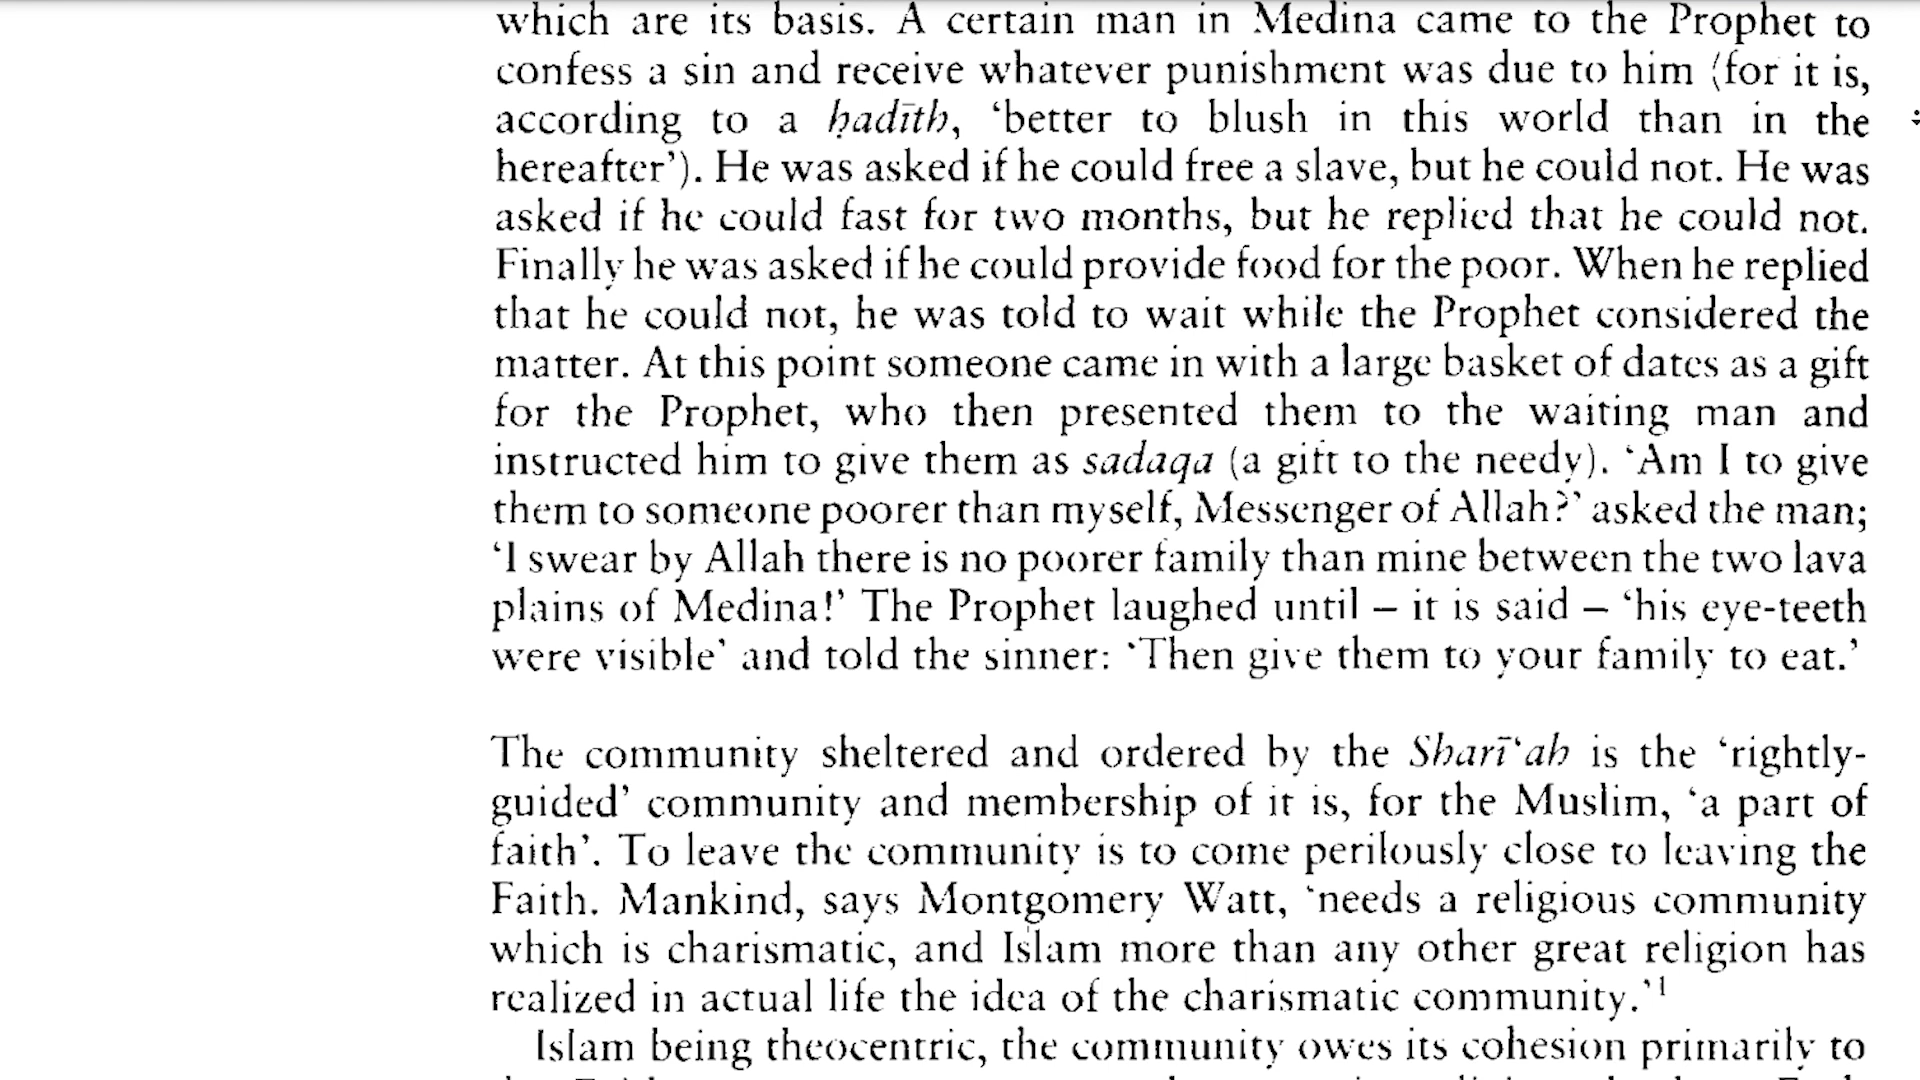 which are its basis. A certain man in Medina came to the Prophet to
confess a sin and receive whatever punishment was due to him (for it is,
according to a ḥadīth, ‘better to blush in this world than in the
hereafter’). He was asked if he could free a slave, but he could not. He was
asked if he could fast for two months, but he replied that he could not.
Finally he was asked if he could provide food for the poor. When he replied
that he could not, he was told to wait while the Prophet considered the
matter. At this point someone came in with a large basket of dates as a gift
for the Prophet, who then presented them to the waiting man and
instructed him to give them as sadaqa (a gift to the needy). ‘Am I to give
them to someone poorer than myself, Messenger of Allah?’ asked the man;
‘I swear by Allah there is no poorer family than mine between the two lava
plains of Medina!’ The Prophet laughed until – it is said – ‘his eye-teeth
were visible’ and told the sinner: ‘Then give them to your family to eat.’
The community sheltered and ordered by the Sharī‘ah is the ‘rightly-
guided’ community and membership of it is, for the Muslim, ‘a part of
faith’. To leave the community is to come perilously close to leaving the
Faith. Mankind, says Montgomery Watt, ‘needs a religious community
which is charismatic, and Islam more than any other great religion has
realized in actual life the idea of the charismatic community.’¹
Islam being theocentric, the community owes its cohesion primarily to